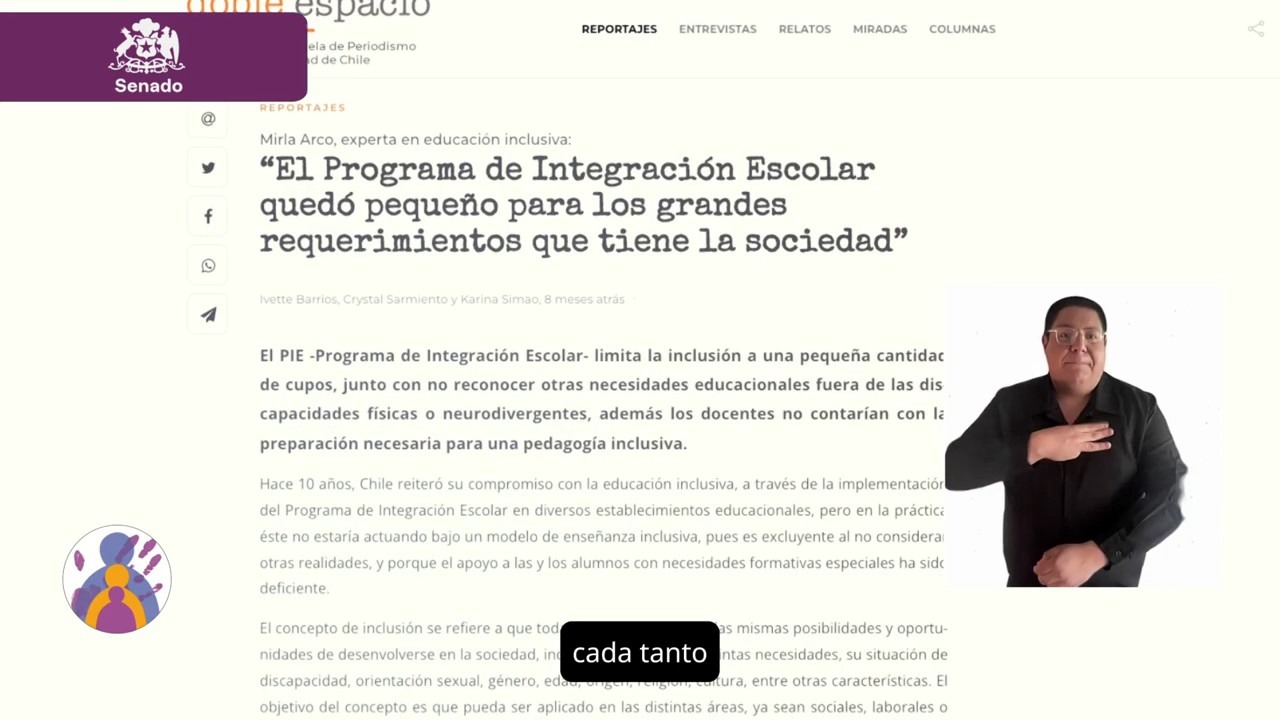 doble espacio
Senado
ela de Periodismo
ad de Chile
REPORTAJES ENTREVISTAS RELATOS MIRADAS COLUMNAS
REPORTAJES
Mirla Arco, experta en educación inclusiva:
“El Programa de Integración Escolar
quedó pequeño para los grandes
requerimientos que tiene la sociedad”
Ivette Barrios, Crystal Sarmiento y Karina Simao, 8 meses atrás
El PIE -Programa de Integración Escolar- limita la inclusión a una pequeña cantidad
de cupos, junto con no reconocer otras necesidades educacionales fuera de las dis-
capacidades físicas o neurodivergentes, además los docentes no contarían con la
preparación necesaria para una pedagogía inclusiva.
Hace 10 años, Chile reiteró su compromiso con la educación inclusiva, a través de la implementación
del Programa de Integración Escolar en diversos establecimientos educacionales, pero en la práctica
éste no estaría actuando bajo un modelo de enseñanza inclusiva, pues es excluyente al no considerar
otras realidades, y porque el apoyo a las y los alumnos con necesidades formativas especiales ha sido
deficiente.
El concepto de inclusión se refiere a que tod as mismas posibilidades y oportu-
nidades de desenvolverse en la sociedad, in ntas necesidades, su situación de
discapacidad, orientación sexual, género, edad, origen, religión, cultura, entre otras características. El
objetivo del concepto es que pueda ser aplicado en las distintas áreas, ya sean sociales, laborales o
cada tanto